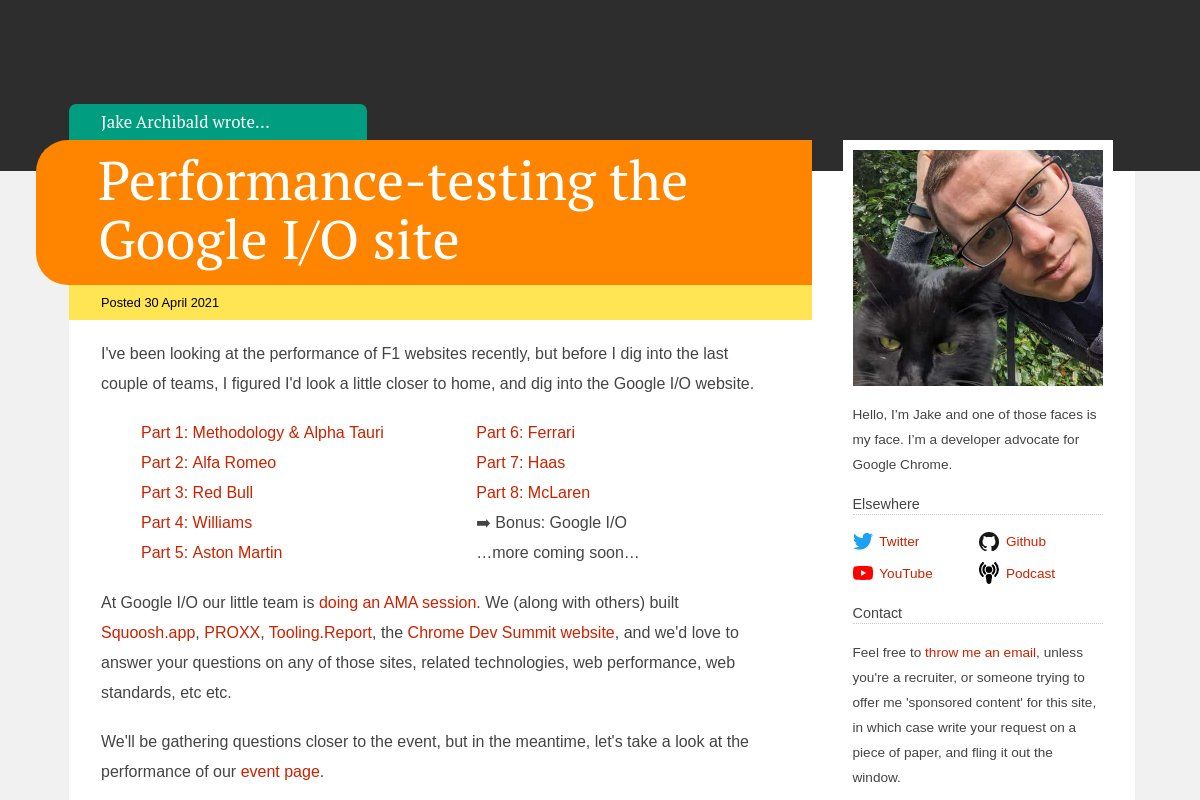 Jake Archibald wrote…
Performance-testing the
Google I/O site
Posted 30 April 2021
I've been looking at the performance of F1 websites recently, but before I dig into the last
couple of teams, I figured I'd look a little closer to home, and dig into the Google I/O website.
Part 1: Methodology & Alpha Tauri
Part 2: Alfa Romeo
Part 3: Red Bull
Part 4: Williams
Part 5: Aston Martin
Part 6: Ferrari
Part 7: Haas
Part 8: McLaren
➡ Bonus: Google I/O
…more coming soon…
At Google I/O our little team is doing an AMA session. We (along with others) built
Squoosh.app, PROXX, Tooling.Report, the Chrome Dev Summit website, and we'd love to
answer your questions on any of those sites, related technologies, web performance, web
standards, etc etc.
We'll be gathering questions closer to the event, but in the meantime, let's take a look at the
performance of our event page.
Hello, I’m Jake and one of those faces is
my face. I’m a developer advocate for
Google Chrome.
Elsewhere
Twitter
Github
YouTube
Podcast
Contact
Feel free to throw me an email, unless
you're a recruiter, or someone trying to
offer me 'sponsored content' for this site,
in which case write your request on a
piece of paper, and fling it out the
window.